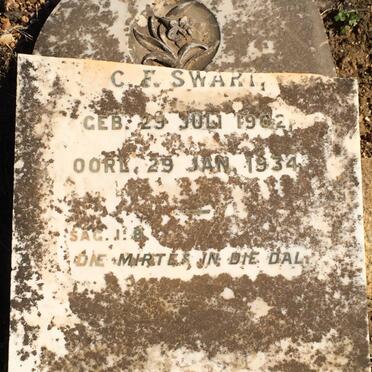 C. F. SWART,
GEB. 29 JULI 1902,
OORL. 29 JAN. 1934
SAG. 1:8
DIE MIRTES IN DIE DAL